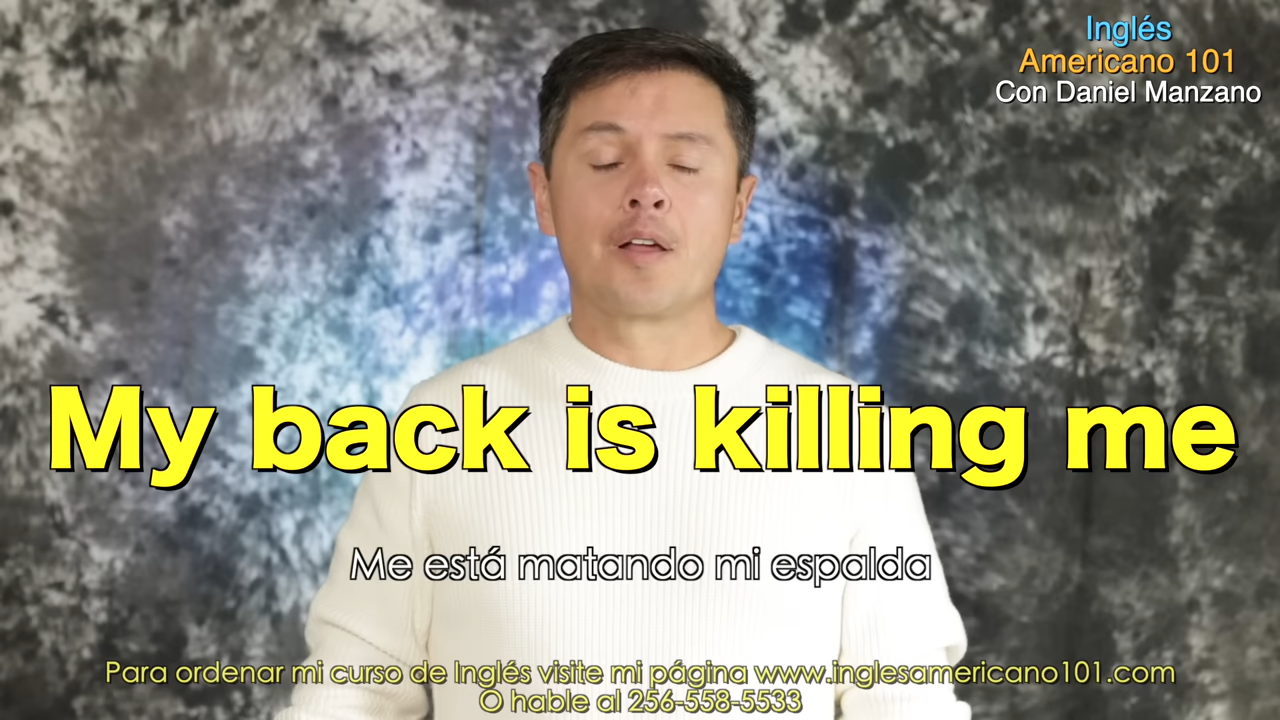 Inglés
Americano 101
Con Daniel Manzano
My back is killing me
Me está matando mi espalda
Para ordenar mi curso de Inglés visite mi página www.inglesamericano101.com
O hable al 256-558-5533